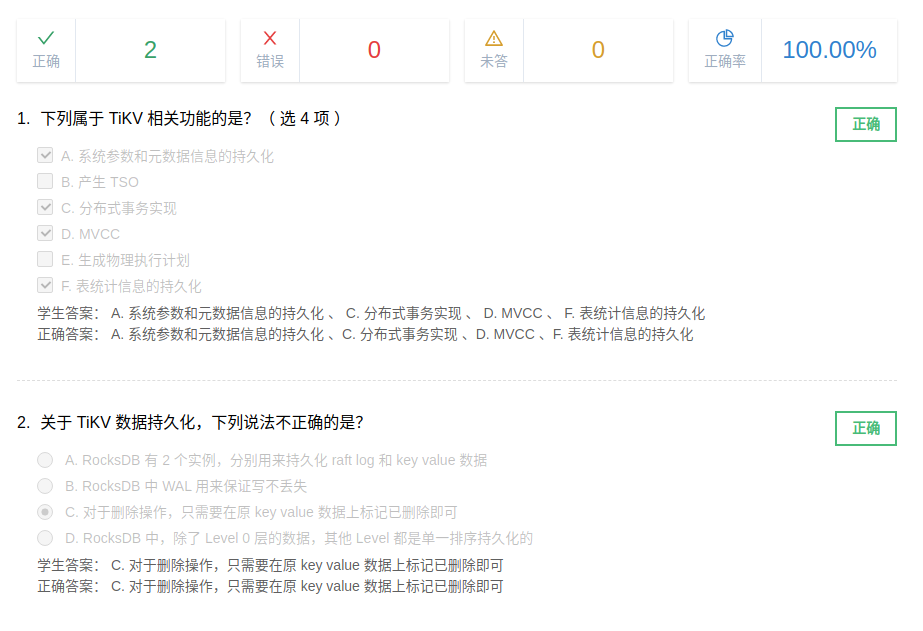 正确
2
错误
0
未答
0
正确率
100.00%
1. 下列属于 TiKV 相关功能的是? （ 选 4 项 ）
正确
A. 系统参数和元数据信息的持久化
B. 产生 TSO
C. 分布式事务实现
D. MVCC
E. 生成物理执行计划
F. 表统计信息的持久化
学生答案： A. 系统参数和元数据信息的持久化 、 C. 分布式事务实现 、 D. MVCC 、 F. 表统计信息的持久化
正确答案： A. 系统参数和元数据信息的持久化 、C. 分布式事务实现 、D. MVCC 、F. 表统计信息的持久化
2. 关于 TiKV 数据持久化，下列说法不正确的是?
正确
A. RocksDB 有 2 个实例，分别用来持久化 raft log 和 key value 数据
B. RocksDB 中 WAL 用来保证写不丢失
C. 对于删除操作，只需要在原 key value 数据上标记已删除即可
D. RocksDB 中，除了 Level 0 层的数据，其他 Level 都是单一排序持久化的
学生答案： C. 对于删除操作，只需要在原 key value 数据上标记已删除即可
正确答案： C. 对于删除操作，只需要在原 key value 数据上标记已删除即可